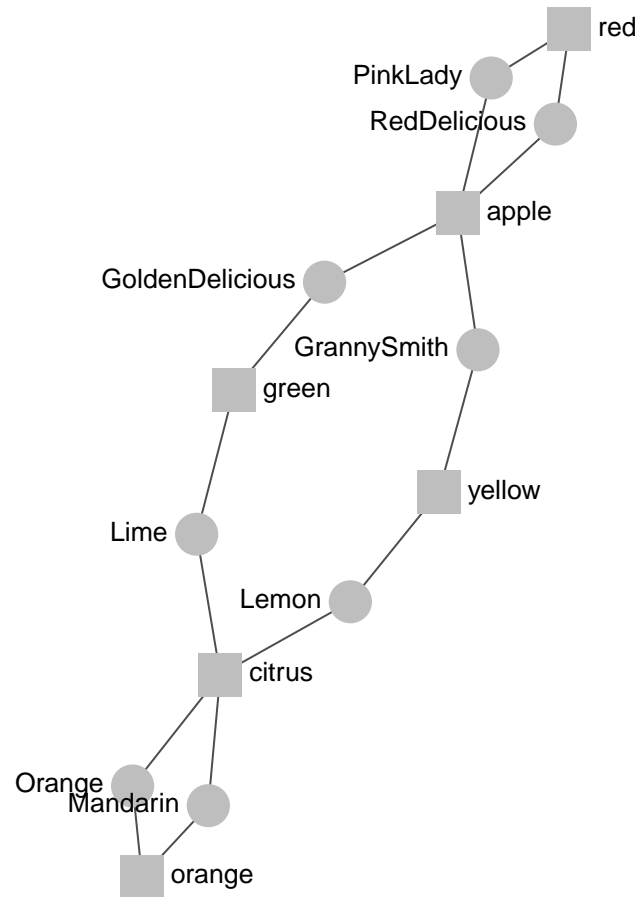 red
PinkLady
RedDelicious
apple
GoldenDelicious
GrannySmith
green
yellow
Lime
Lemon
citrus
Orange
Mandarin
orange